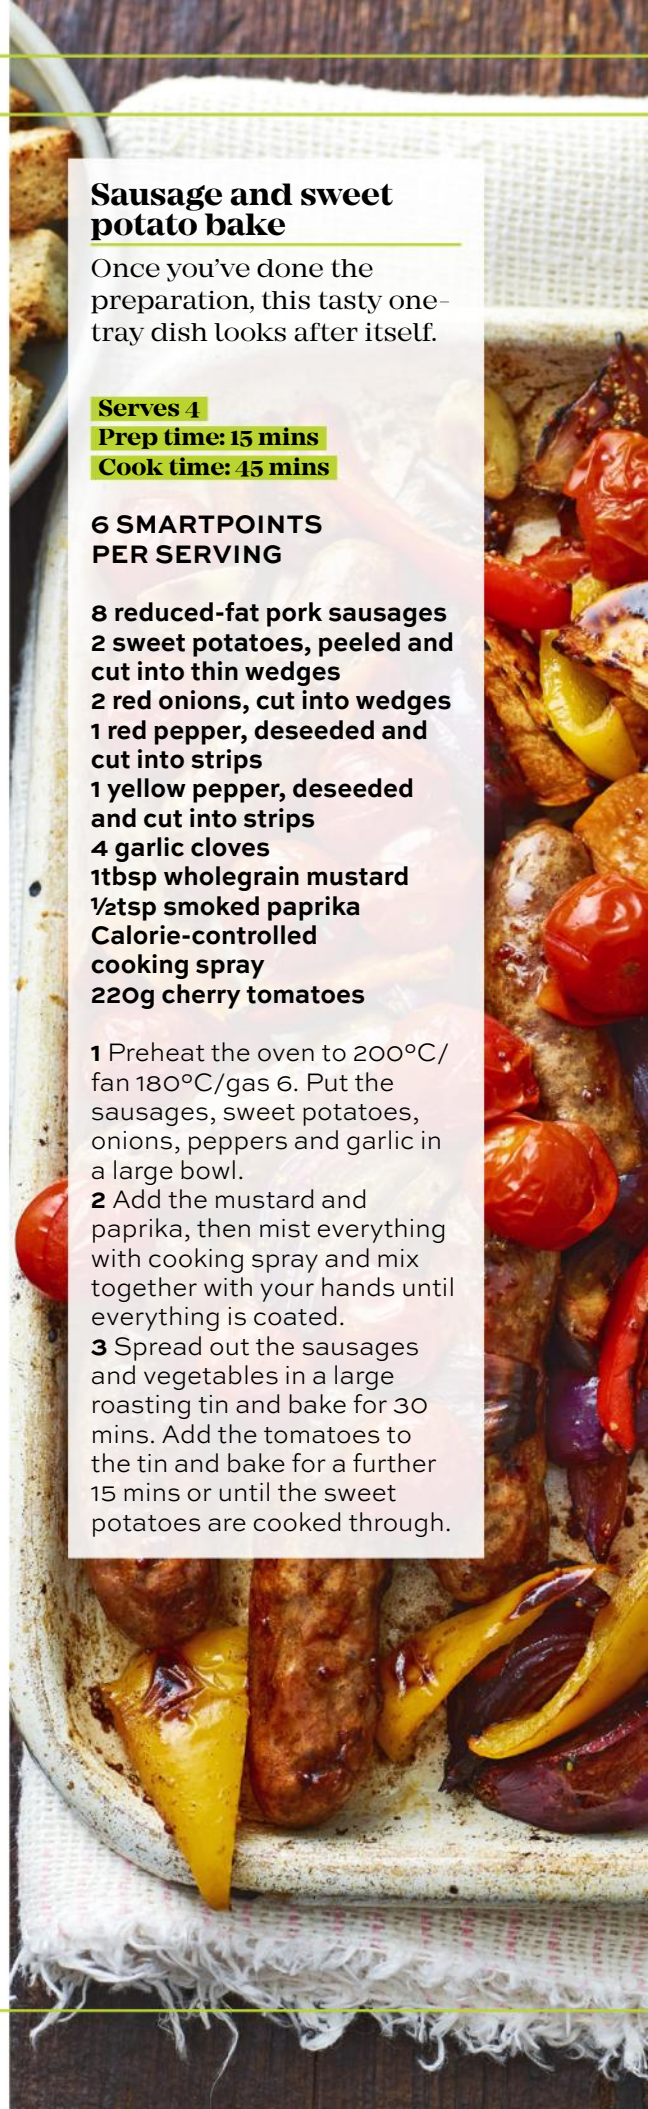 Sausage and sweet
potato bake
Once you've done the
preparation, this tasty one-
tray dish looks after itself.
Serves 4
Prep time: 15 mins
Cook time: 45 mins
6 SMARTPOINTS
PER SERVING
8 reduced-fat pork sausages
2 sweet potatoes, peeled and
cut into thin wedges
2 red onions, cut into wedges
1 red pepper, deseeded and
cut into strips
1 yellow pepper, deseeded
and cut into strips
4 garlic cloves
1tbsp wholegrain mustard
½tsp smoked paprika
Calorie-controlled
cooking spray
220g cherry tomatoes
1 Preheat the oven to 200°C/
fan 180°C/gas 6. Put the
sausages, sweet potatoes,
onions, peppers and garlic in
a large bowl.
2 Add the mustard and
paprika, then mist everything
with cooking spray and mix
together with your hands until
everything is coated.
3 Spread out the sausages
and vegetables in a large
roasting tin and bake for 30
mins. Add the tomatoes to
the tin and bake for a further
15 mins or until the sweet
potatoes are cooked through.